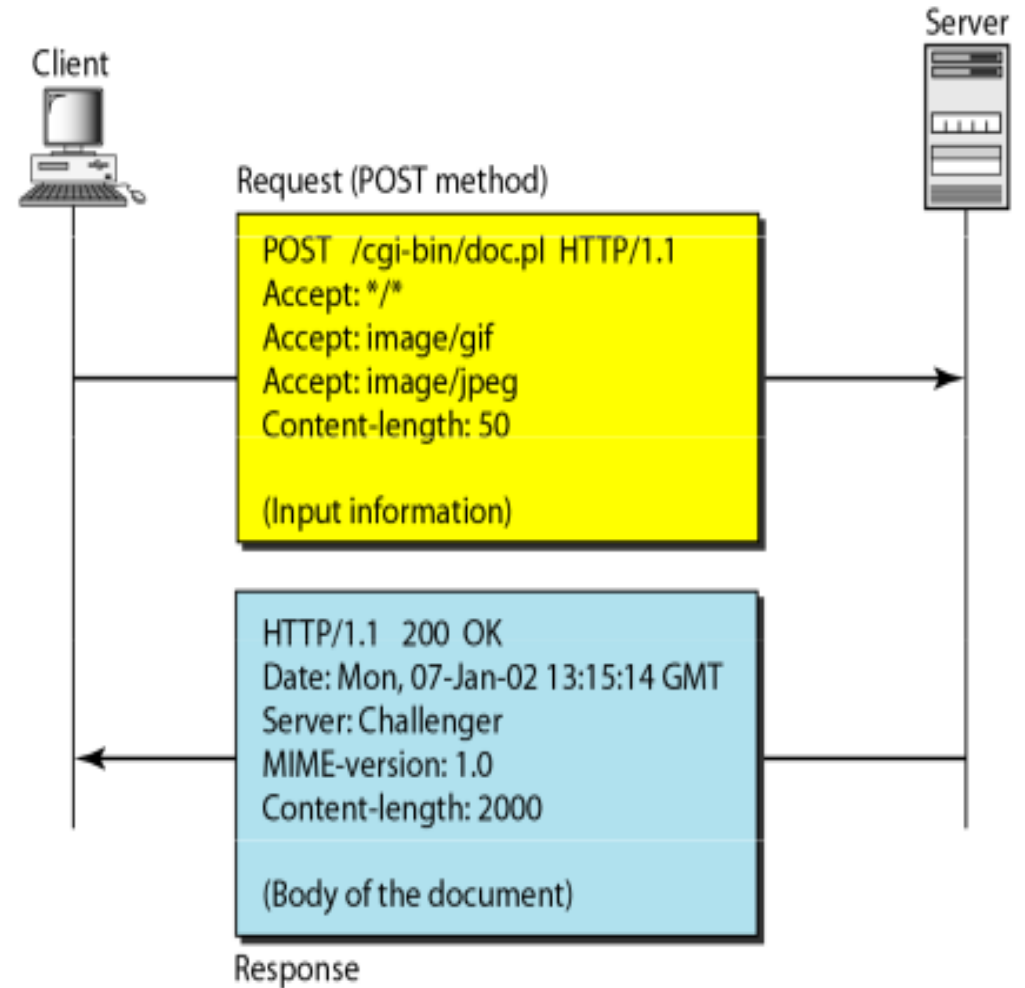 Server
Client
Request (POST method)
POST /cgi-bin/doc.pl HTTP/1.1
Accept: */*
Accept: image/gif
Accept: image/jpeg
Content-length: 50
(Input information)
HTTP/1.1 200 OK
Date: Mon, 07-Jan-02 13:15:14 GMT
Server: Challenger
MIME-version: 1.0
Content-length: 2000
(Body of the document)
Response